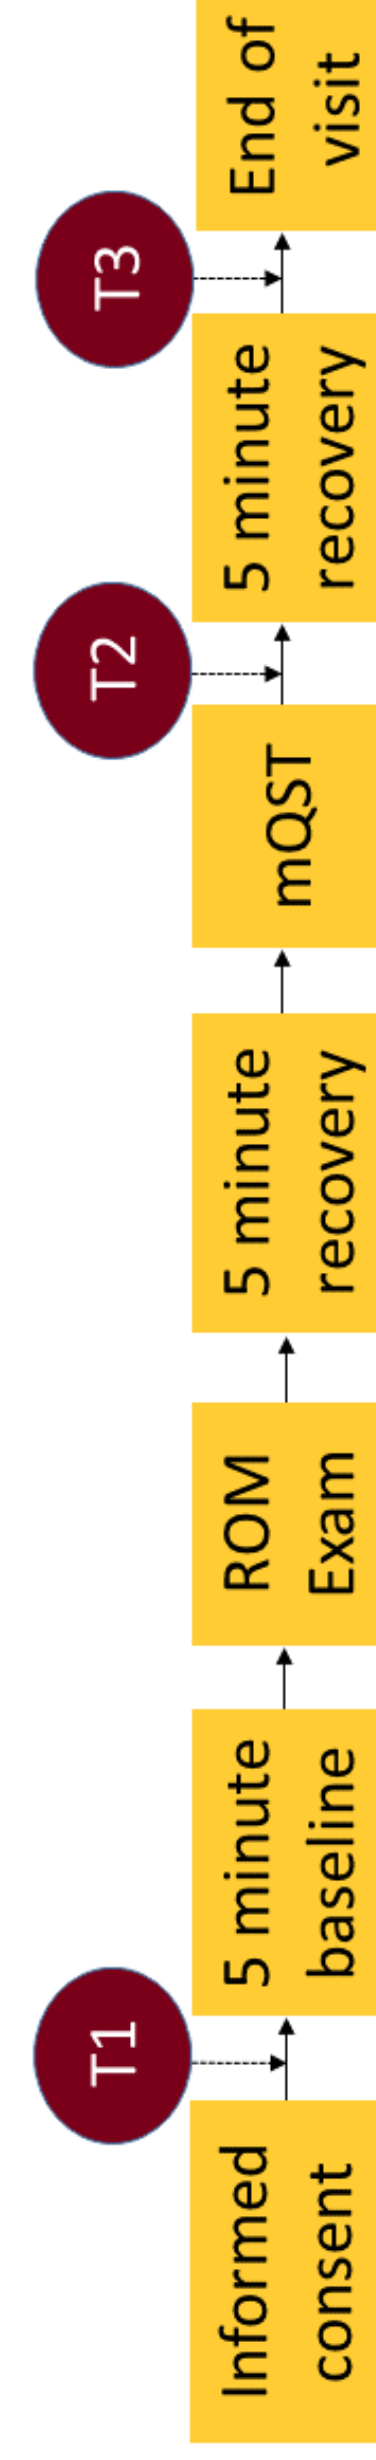 T1
T2
T3
Informed
consent
5 minute
baseline
ROM
Exam
5 minute
recovery
mQST
5 minute
recovery
End of
visit